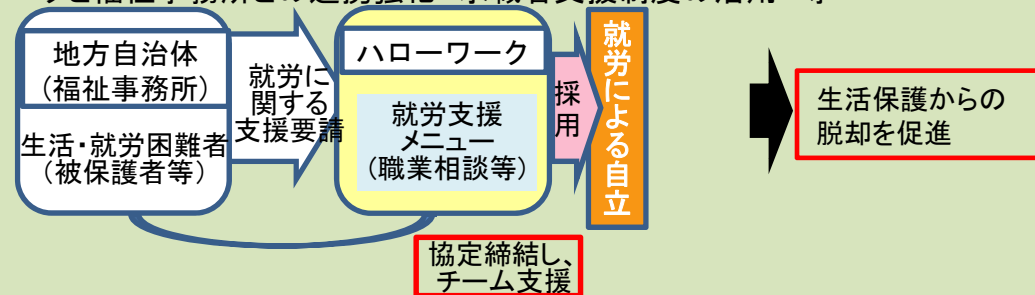 地方自治体
（福祉事務所）
生活・就労困難者
（被保護者等）
就労に
関する
支援要請
ハローワーク
就労支援
メニュー
（職業相談等）
採用
就労による自立
生活保護からの
脱却を促進
協定締結し、
チーム支援